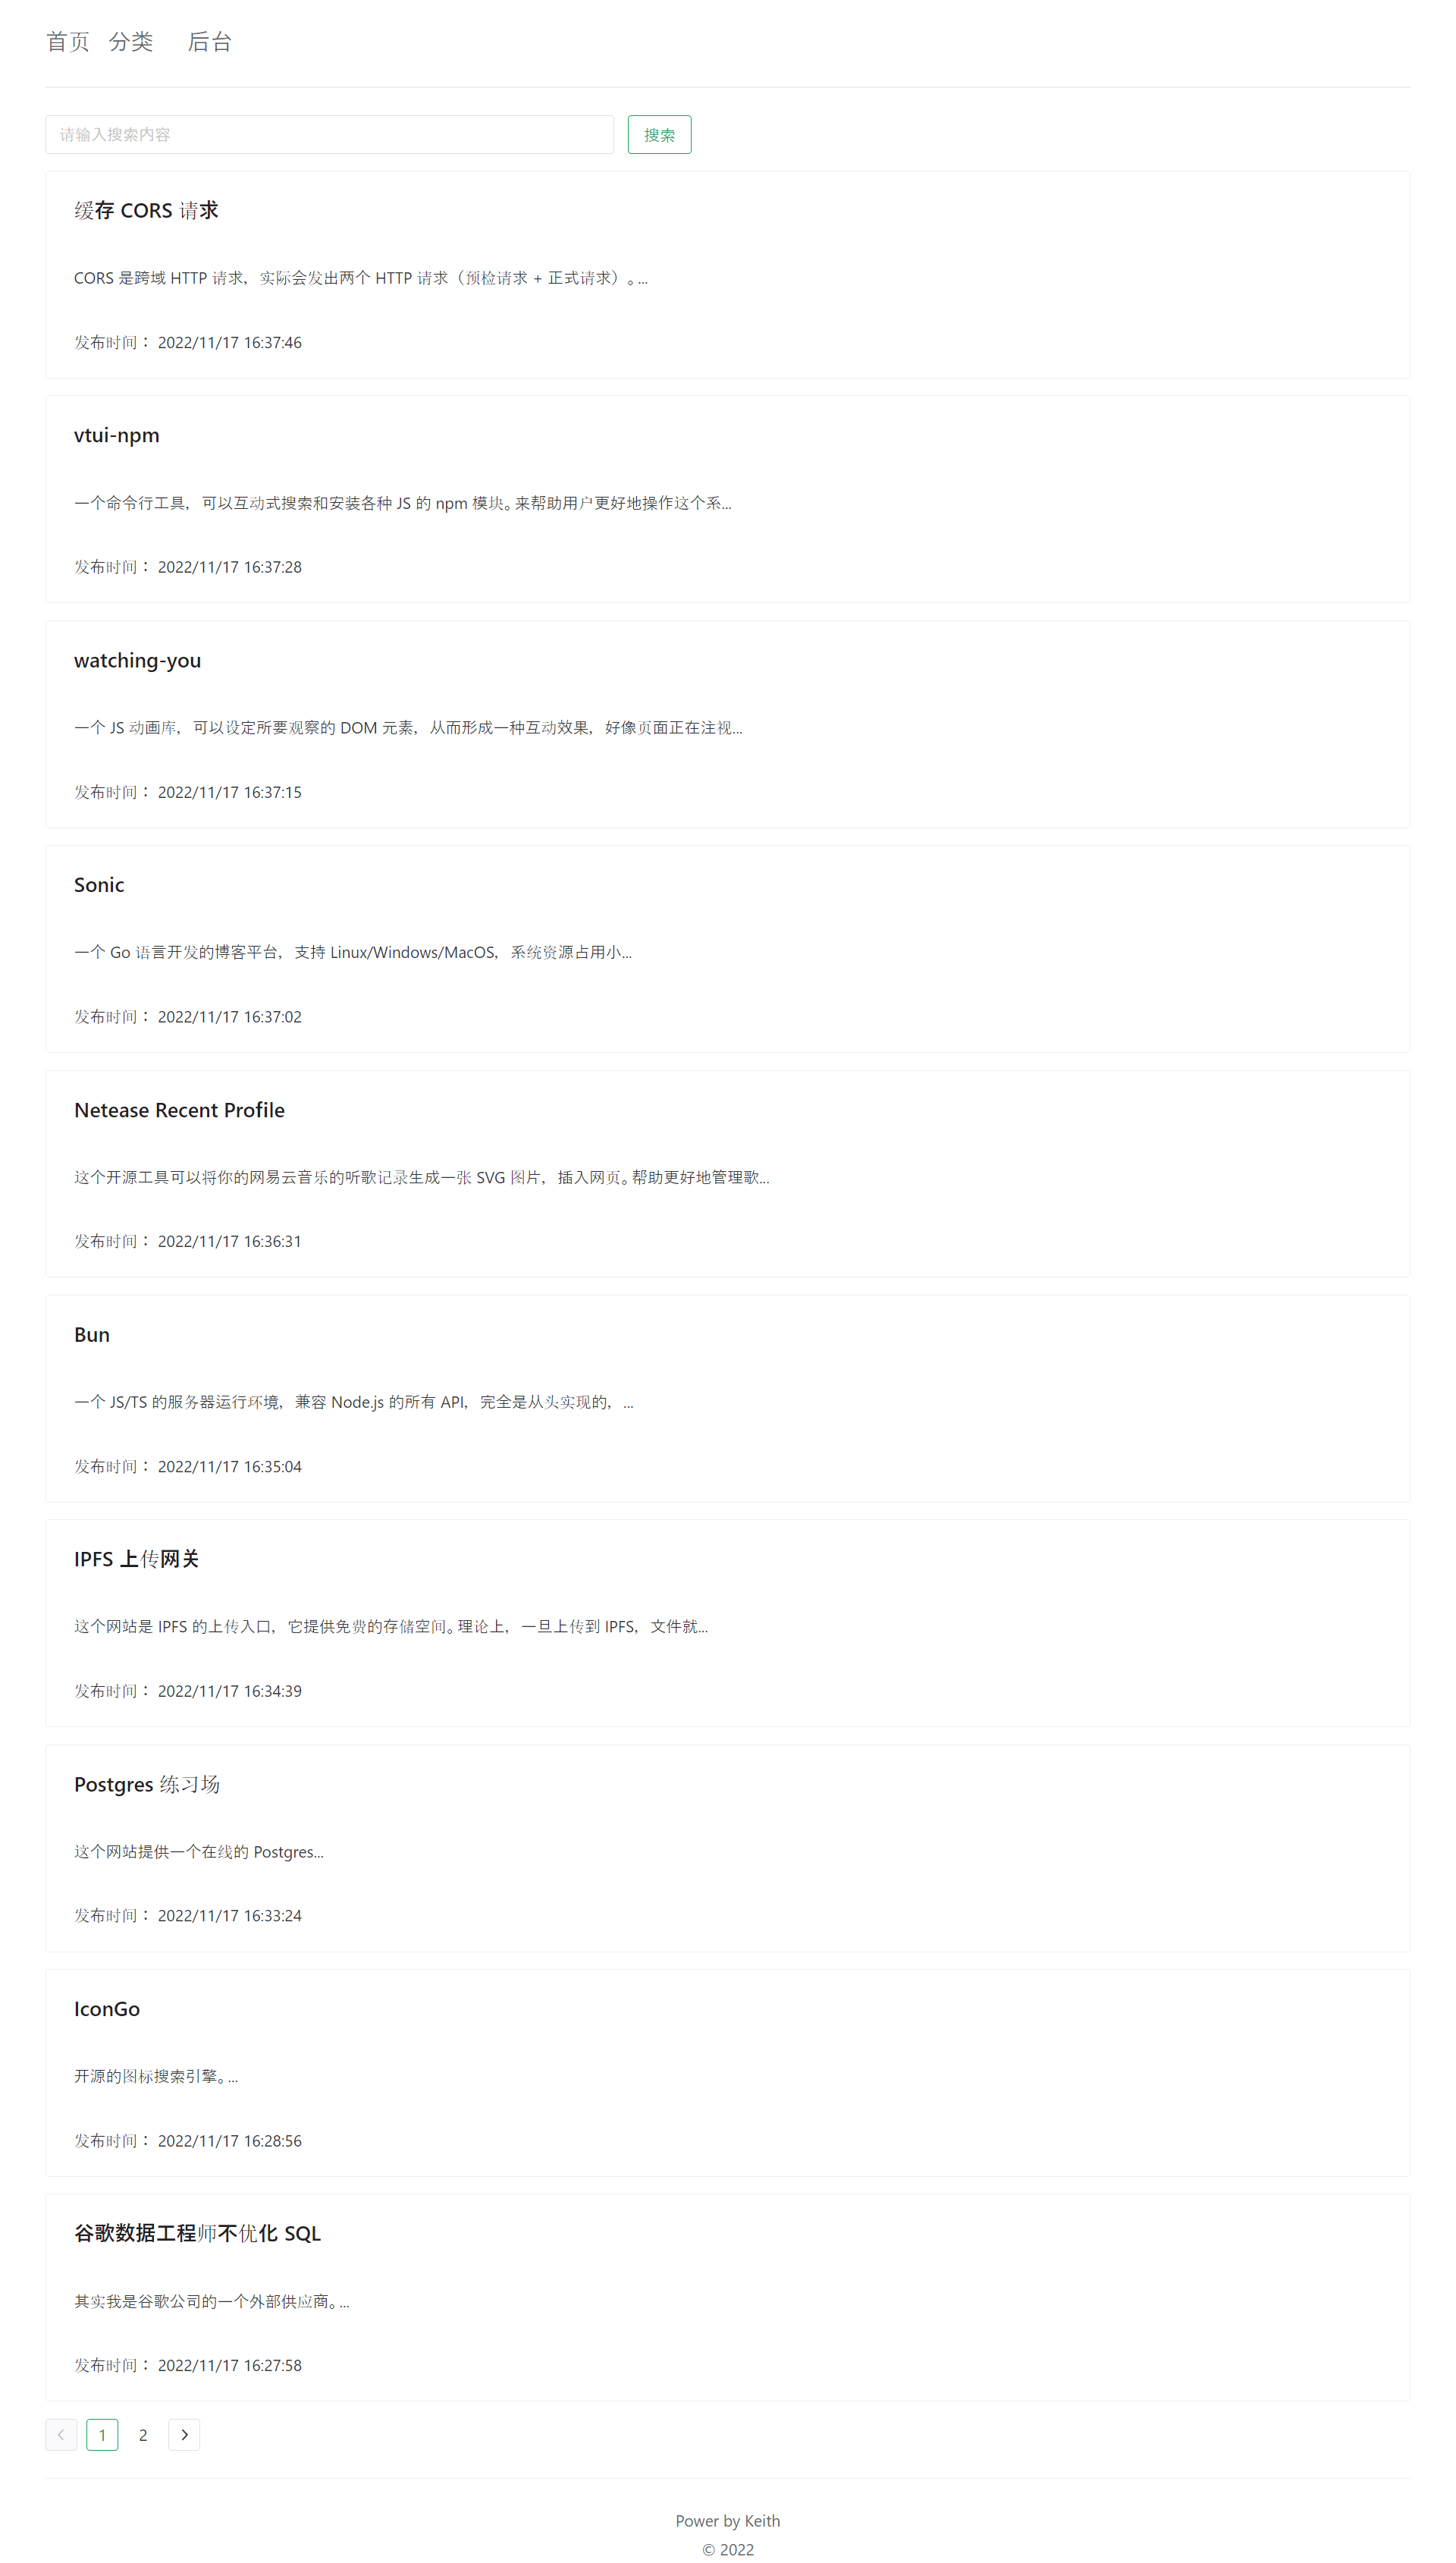 首页 分类 后台
请输入搜索内容 搜索
缓存 CORS 请求
CORS 是跨域 HTTP 请求，实际会发出两个 HTTP 请求（预检请求 + 正式请求）。...
发布时间： 2022/11/17 16:37:46
vtui-npm
一个命令行工具，可以互动式搜索和安装各种 JS 的 npm 模块。来帮助用户更好地操作这个系...
发布时间： 2022/11/17 16:37:28
watching-you
一个 JS 动画库，可以设定所要观察的 DOM 元素，从而形成一种互动效果，好像页面正在注视...
发布时间： 2022/11/17 16:37:15
Sonic
一个 Go 语言开发的博客平台，支持 Linux/Windows/MacOS，系统资源占用小...
发布时间： 2022/11/17 16:37:02
Netease Recent Profile
这个开源工具可以将你的网易云音乐的听歌记录生成一张 SVG 图片，插入网页。帮助更好地管理歌...
发布时间： 2022/11/17 16:36:31
Bun
一个 JS/TS 的服务器运行环境，兼容 Node.js 的所有 API，完全是从头实现的，...
发布时间： 2022/11/17 16:35:04
IPFS 上传网关
这个网站是 IPFS 的上传入口，它提供免费的存储空间。理论上，一旦上传到 IPFS，文件就...
发布时间： 2022/11/17 16:34:39
Postgres 练习场
这个网站提供一个在线的 Postgres...
发布时间： 2022/11/17 16:33:24
IconGo
开源的图标搜索引擎。...
发布时间： 2022/11/17 16:28:56
谷歌数据工程师不优化 SQL
其实我是谷歌公司的一个外部供应商。...
发布时间： 2022/11/17 16:27:58
1 2
Power by Keith
© 2022